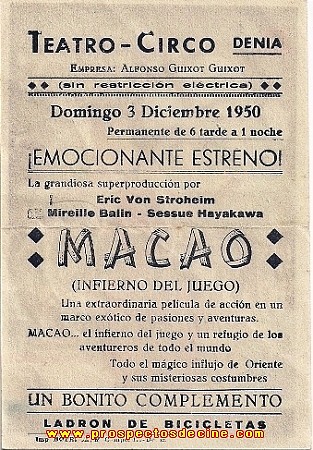 TEATRO - CIRCO DENIA
EMPRESA: ALFONSO GUIXOT GUIXOT
(sin restricción eléctrica)
Domingo 3 Diciembre 1950
Permanente de 6 tarde a 1 noche
¡EMOCIONANTE ESTRENO!
La grandiosa superproducción por
Eric Von Stroheim
Mireille Balin - Sessue Hayakawa
MACAO
(INFIERNO DEL JUEGO)
Una extraordinaria película de acción en un
marco exótico de pasiones y aventuras.
MACAO... el infierno del juego y un refugio de los
aventureros de todo el mundo
Todo el mágico influjo de Oriente
y sus misteriosas costumbres
UN BONITO COMPLEMENTO
LADRON DE BICICLETAS
www.prospectosdecine.com
Imp